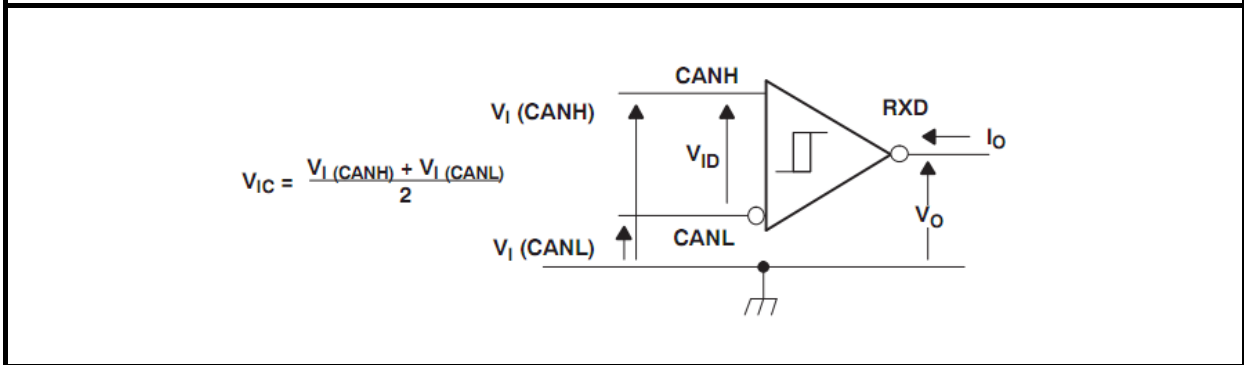 CANH
RXD
V_I (CANH)
I_O
V_ID
V_IC = V_I (CANH) + V_I (CANL)
2
V_O
CANL
V_I (CANL)